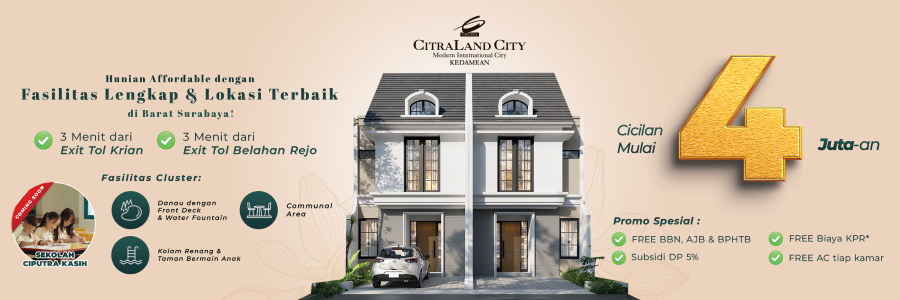 CITRALAND CITY
Modern International City
KEDAMEAN
Hunian Affordable dengan
Fasilitas Lengkap & Lokasi Terbaik
di Barat Surabaya!
3 Menit dari
Exit Tol Krian
3 Menit dari
Exit Tol Belahan Rejo
Fasilitas Cluster:
COMING SOON
SEKOLAH
CIPUTRA KASIH
Danau dengan
Front Deck
& Water Fountain
Communal
Area
Kolam Renang &
Taman Bermain Anak
Cicilan
Mulai
4
Juta-an
Promo Spesial :
FREE BBN, AJB & BPHTB
Subsidi DP 5%
FREE Biaya KPR*
FREE AC tiap kamar